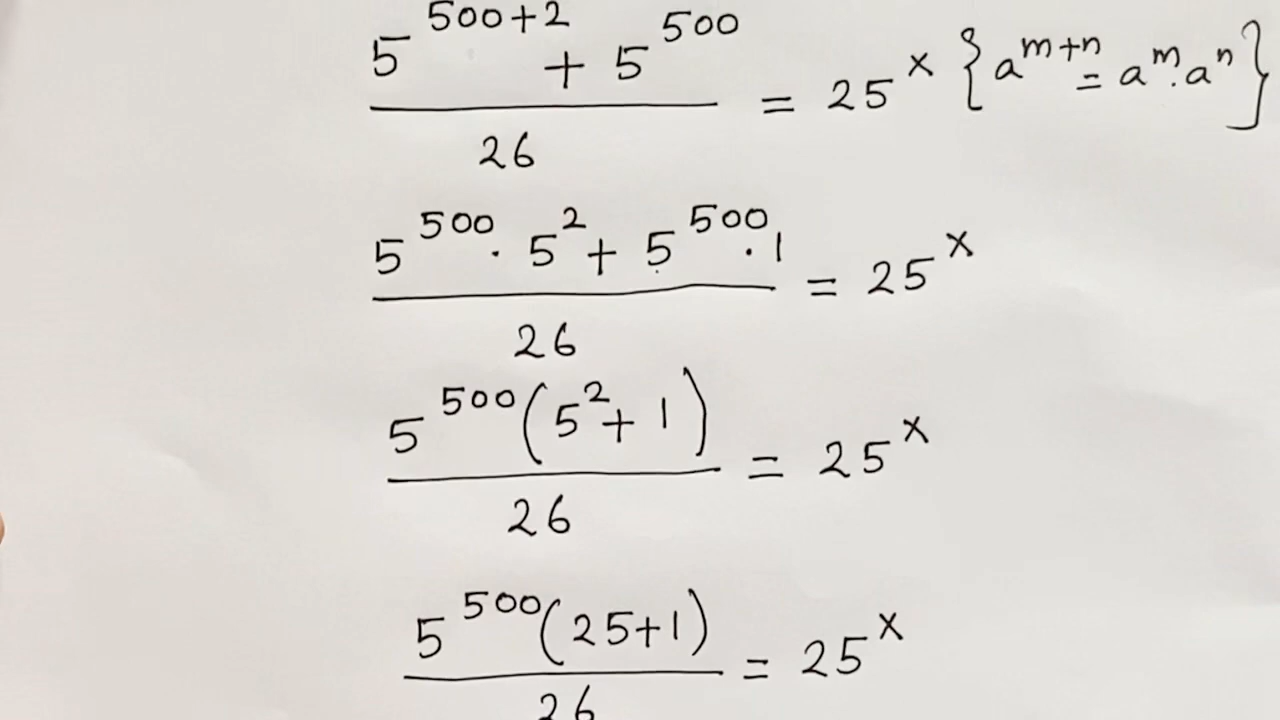 5^(500+2) + 5^500 / 26 = 25^x {a^(m+n) = a^m . a^n}
5^500 . 5^2 + 5^500 . 1 / 26 = 25^x
5^500 (5^2 + 1) / 26 = 25^x
5^500 (25+1) / 26 = 25^x